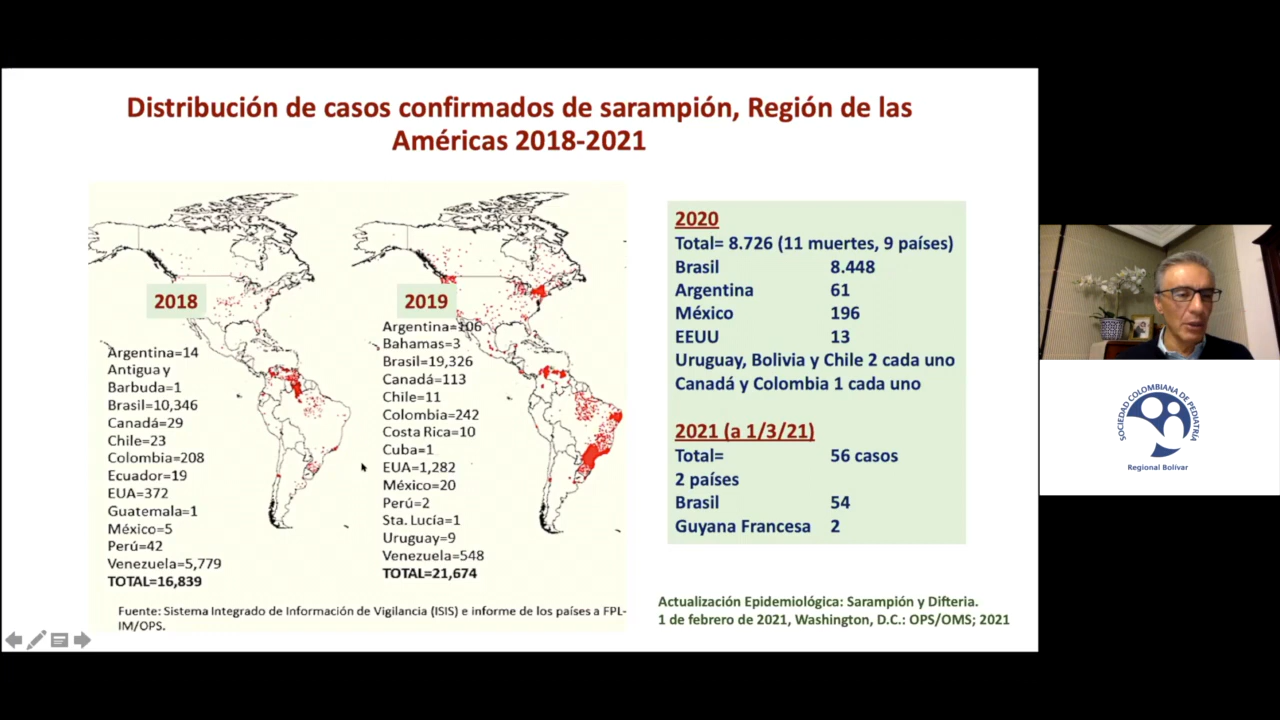 Distribución de casos confirmados de sarampión, Región de las
Américas 2018-2021
2018
Argentina=14
Antigua y
Barbuda=1
Brasil=10,346
Canadá=29
Chile=23
Colombia=208
Ecuador=19
EUA=372
Guatemala=1
México=5
Perú=42
Venezuela=5,779
TOTAL=16,839
2019
Argentina=106
Bahamas=3
Brasil=19,326
Canadá=113
Chile=11
Colombia=242
Costa Rica=10
Cuba=1
EUA=1,282
México=20
Perú=2
Sta. Lucía=1
Uruguay=9
Venezuela=548
TOTAL=21,674
Fuente: Sistema Integrado de Información de Vigilancia (ISIS) e informe de los países a FPL-
IM/OPS.
2020
Total= 8.726 (11 muertes, 9 países)
Brasil 8.448
Argentina 61
México 196
EEUU 13
Uruguay, Bolivia y Chile 2 cada uno
Canadá y Colombia 1 cada uno
2021 (a 1/3/21)
Total= 56 casos
2 países
Brasil 54
Guyana Francesa 2
Actualización Epidemiológica: Sarampión y Difteria.
1 de febrero de 2021, Washington, D.C.: OPS/OMS; 2021
SOCIEDAD COLOMBIANA DE PEDIATRÍA
Regional Bolívar